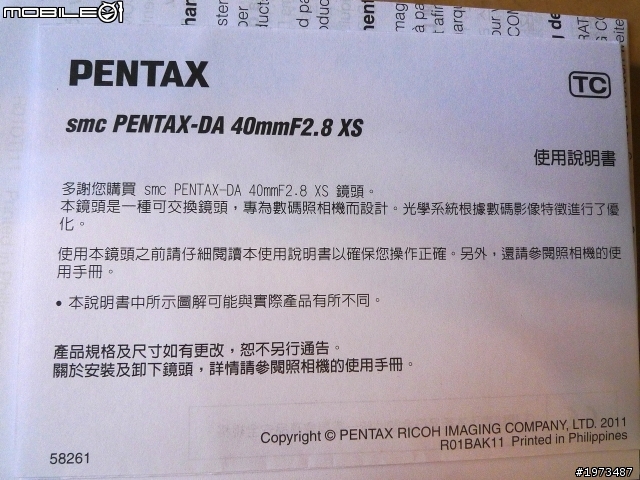 MOBILE01
PENTAX
TC
smc PENTAX-DA 40mmF2.8 XS
使用說明書
多謝您購買 smc PENTAX-DA 40mmF2.8 XS 鏡頭。
本鏡頭是一種可交換鏡頭，專為數碼照相機而設計。光學系統根據數碼影像特徵進行了優
化。
使用本鏡頭之前請仔細閱讀本使用說明書以確保您操作正確。另外，還請參閱照相機的使
用手冊。
• 本說明書中所示圖解可能與實際產品有所不同。
產品規格及尺寸如有更改，恕不另行通告。
關於安裝及卸下鏡頭，詳情請參閱照相機的使用手冊。
Copyright © PENTAX RICOH IMAGING COMPANY, LTD. 2011
R01BAK11 Printed in Philippines
58261
#1973487